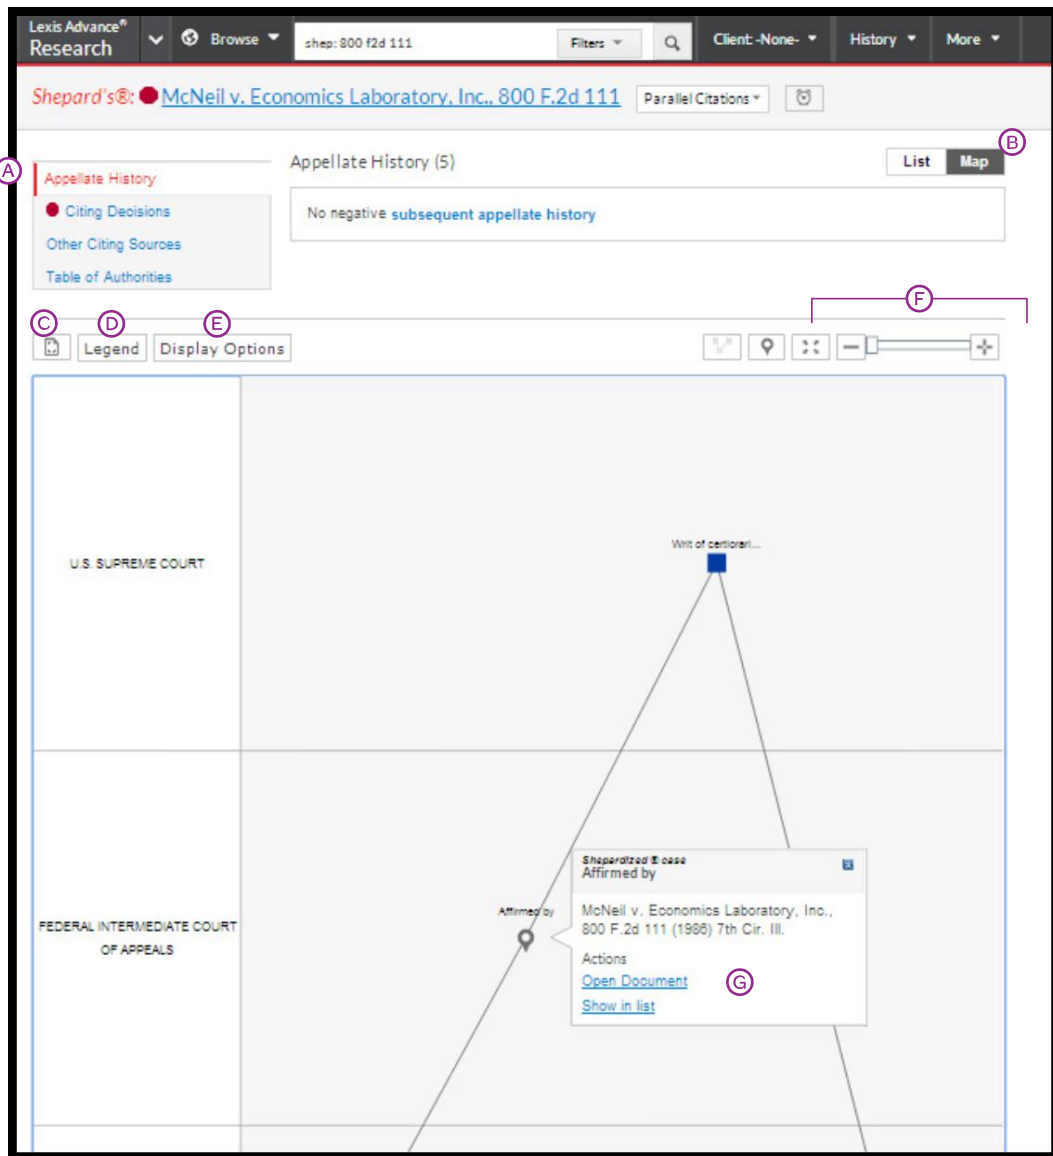 Lexis Advance®
Research
Browse
shep: 800 f2d 111
Filters
Client: -None-
History
More
Shepard's®: McNeil v. Economics Laboratory, Inc., 800 F.2d 111
Parallel Citations
A
Appellate History
Citing Decisions
Other Citing Sources
Table of Authorities
Appellate History (5)
List
Map
B
No negative subsequent appellate history
C
D
E
F
Legend
Display Options
U.S. SUPREME COURT
Writ of certiorari...
FEDERAL INTERMEDIATE COURT
OF APPEALS
Affirmed by
Shepardized ® case
Affirmed by
McNeil v. Economics Laboratory, Inc.,
800 F.2d 111 (1986) 7th Cir. Ill.
Actions
Open Document
G
Show in list